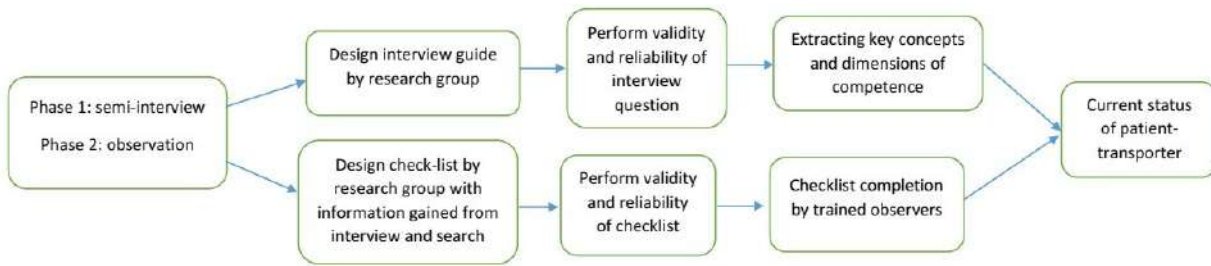 Phase 1: semi-interview
Phase 2: observation
Design interview guide
by research group
Perform validity
and reliability of
interview
question
Extracting key concepts
and dimensions of
competence
Design check-list by
research group with
information gained from
interview and search
Perform validity
and reliability
of checklist
Checklist completion
by trained observers
Current status
of patient-
transporter